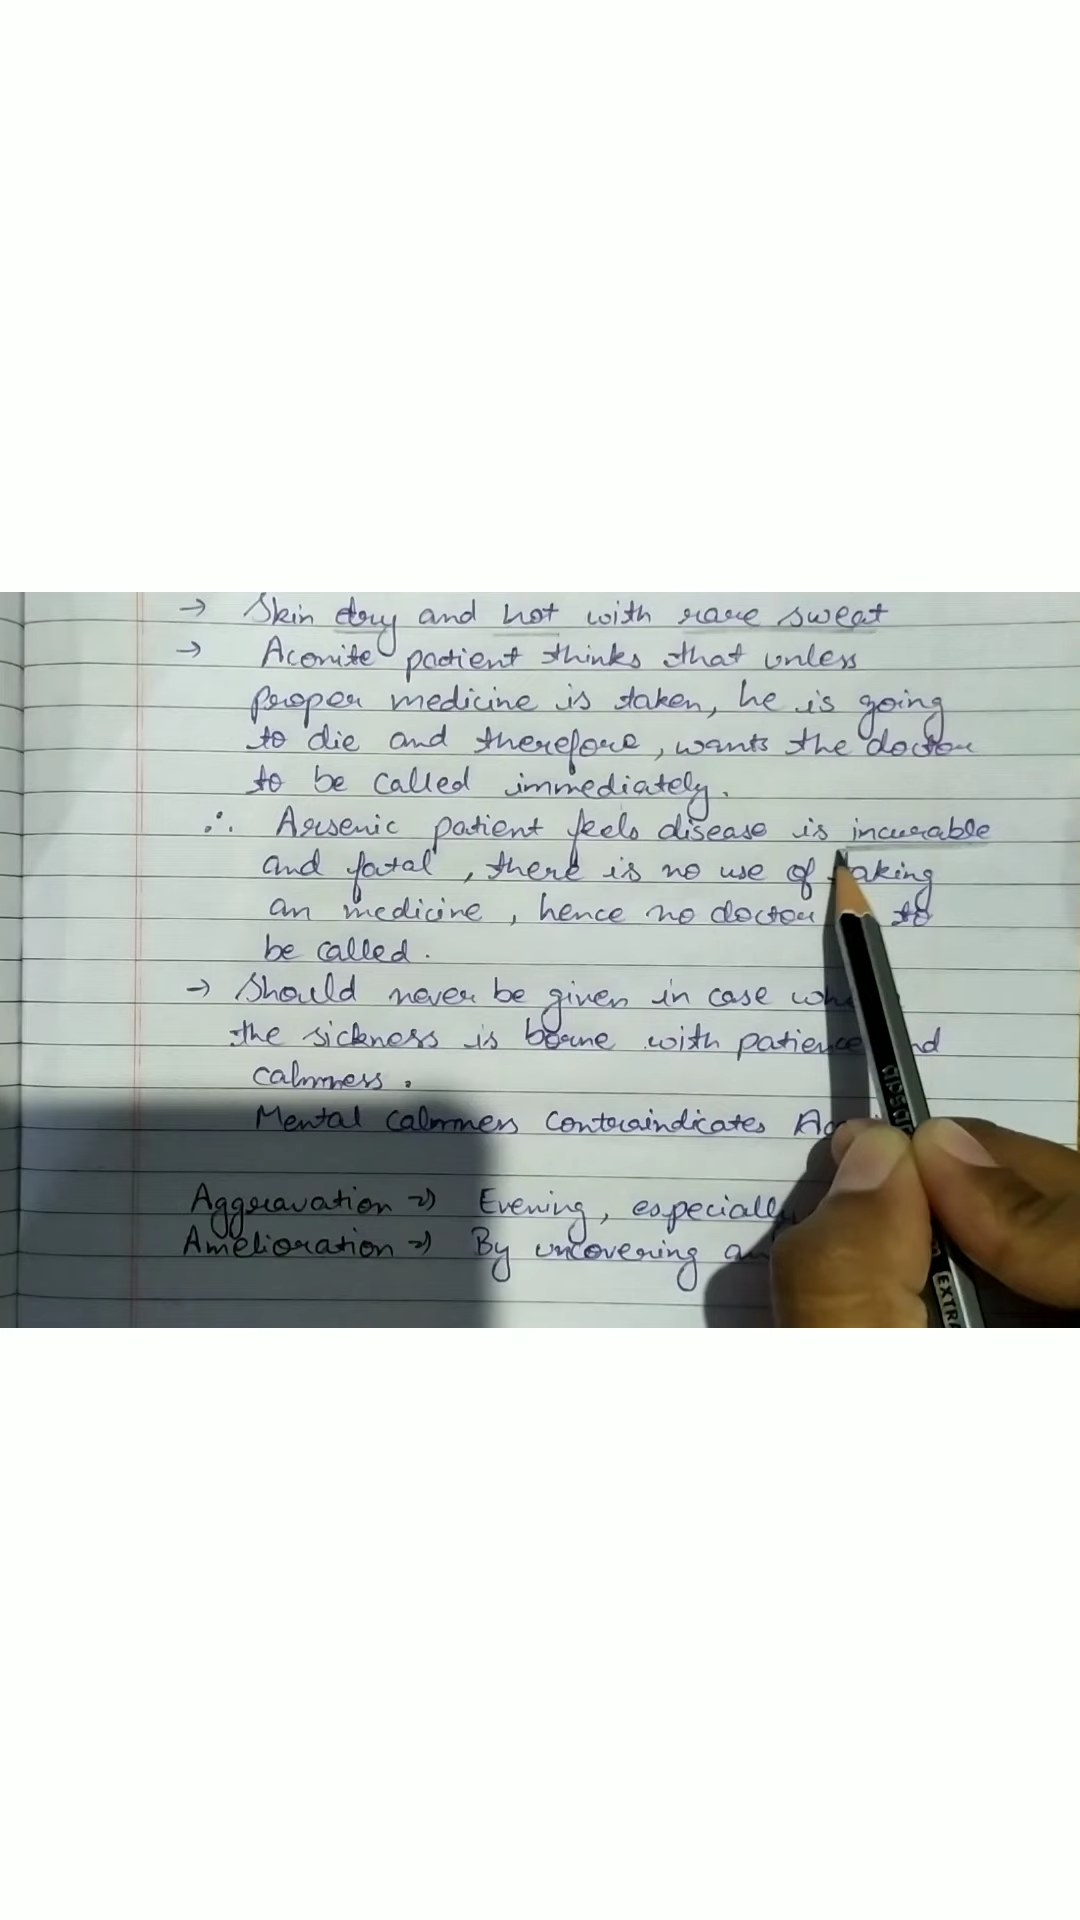 → Skin dry and hot with rare sweat
→ Aconite patient thinks that unless
proper medicine is taken, he is going
to die and therefore, wants the doctor
to be called immediately.
∴ Arsenic patient feels disease is incurable
and fatal, there is no use of taking
an medicine, hence no doctor to
be called.
→ Should never be given in case
the sickness is borne with patience
calmness.
Mental calmness contraindicates
Aggravation ⇒ Evening, especially
Amelioration ⇒ By uncovering
EXTRA